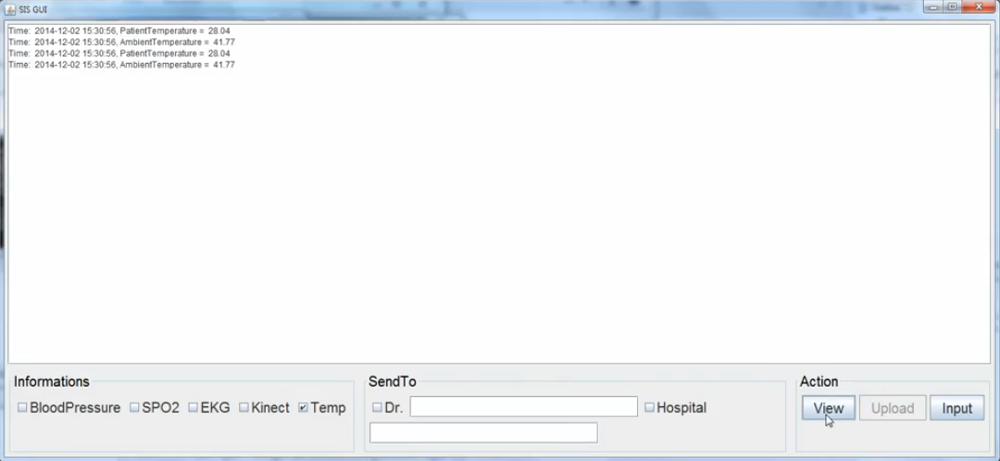 SIS GUI
Time: 2014-12-02 15:30:56, PatientTemperature = 28.04
Time: 2014-12-02 15:30:56, AmbientTemperature = 41.77
Time: 2014-12-02 15:30:56, PatientTemperature = 28.04
Time: 2014-12-02 15:30:56, AmbientTemperature = 41.77
Informations
SendTo
Action
BloodPressure SPO2 EKG Kinect Temp
Dr. Hospital
View Upload Input